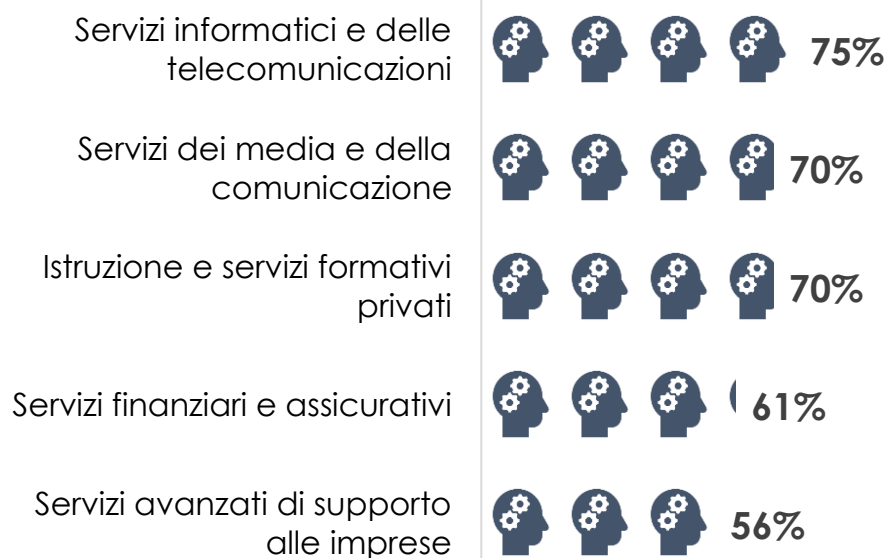 Servizi informatici e delle
telecomunicazioni
75%
Servizi dei media e della
comunicazione
70%
Istruzione e servizi formativi
privati
70%
Servizi finanziari e assicurativi
61%
Servizi avanzati di supporto
alle imprese
56%